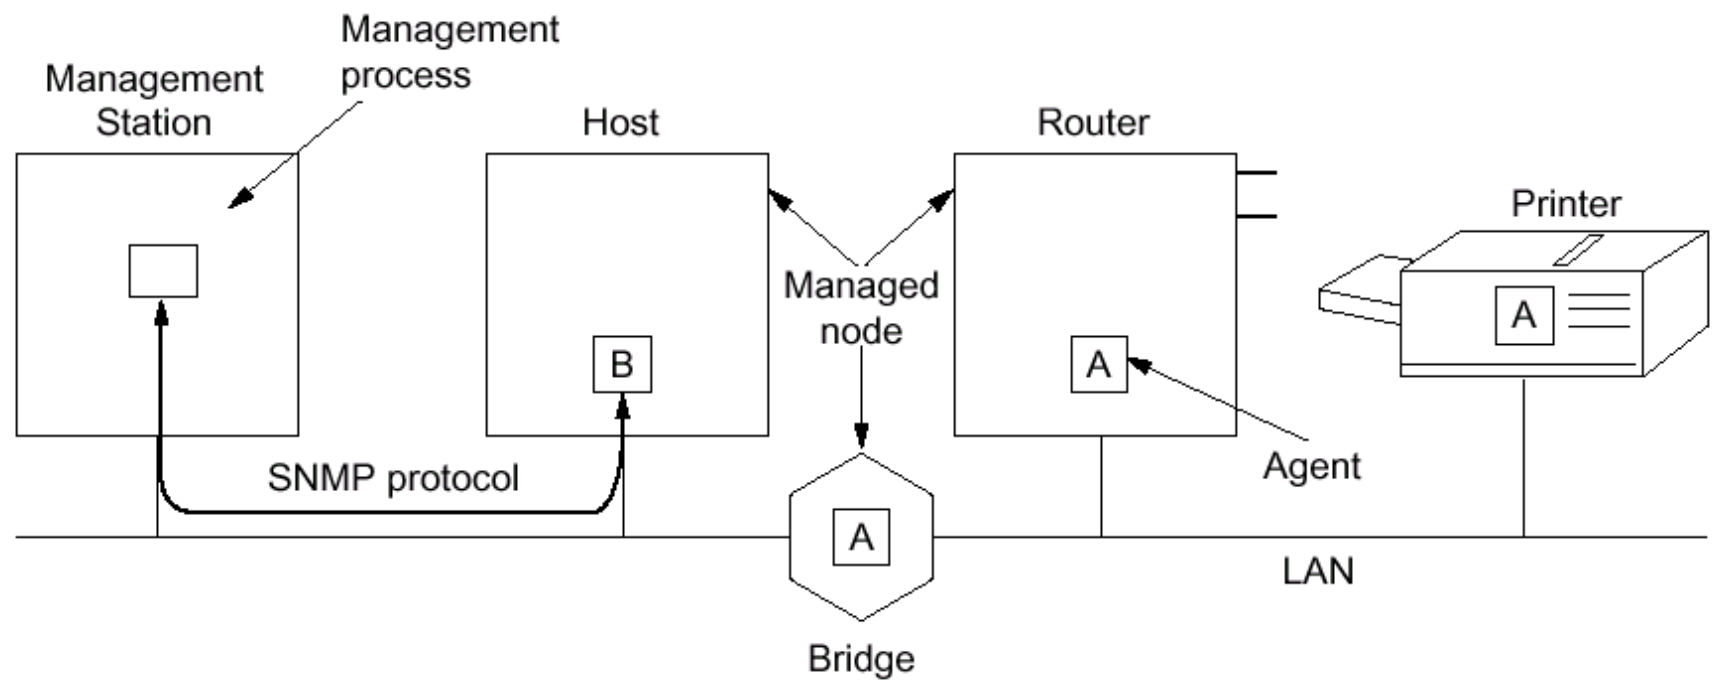 Management
process
Management
Station
Host
Router
Printer
Managed
node
A
B
A
Agent
SNMP protocol
A
LAN
Bridge